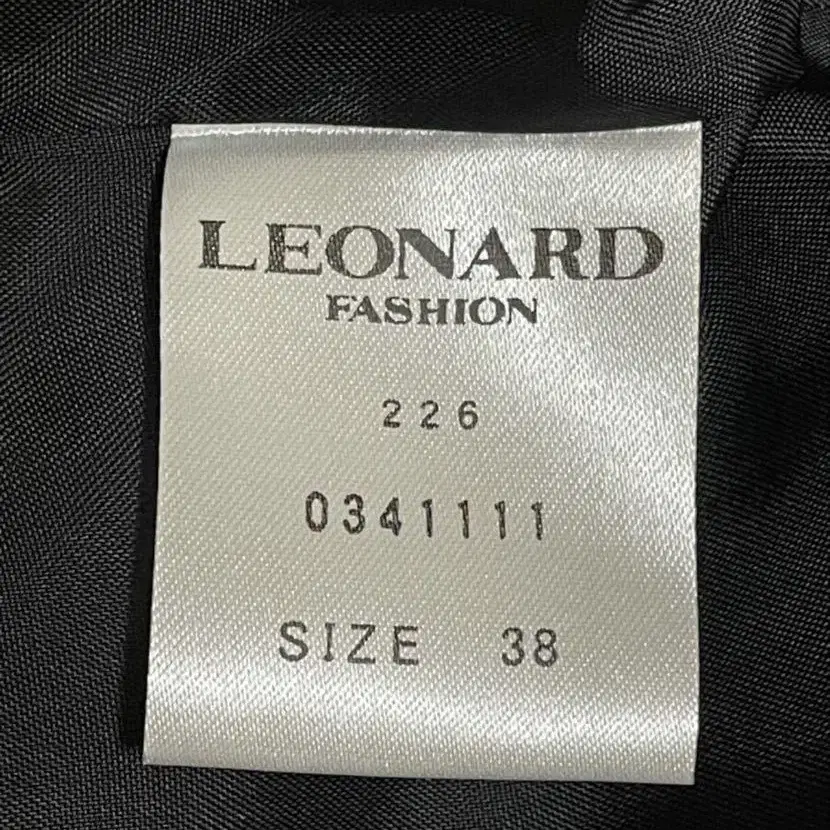 LEONARD
FASHION
226
0341111
SIZE 38